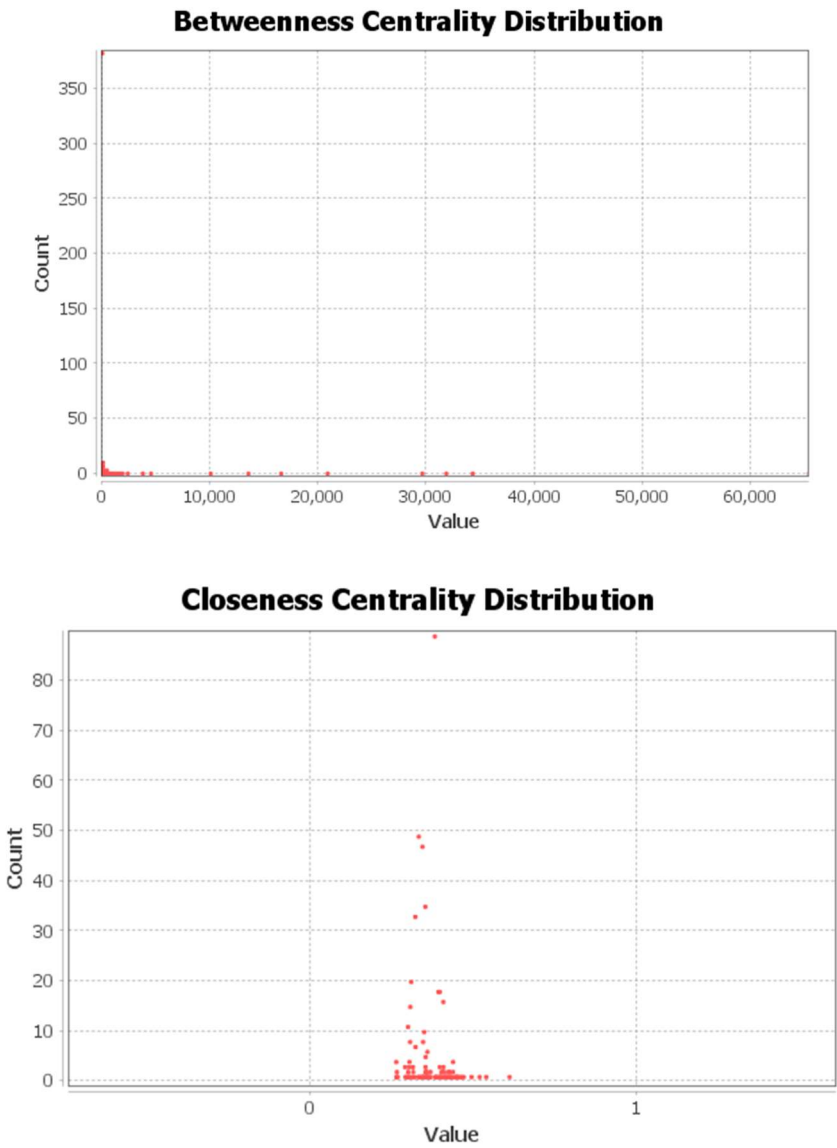 Betweenness Centrality Distribution
350
300
250
200
150
100
50
0
Count
0 10,000 20,000 30,000 40,000 50,000 60,000
Value
Closeness Centrality Distribution
80
70
60
50
40
30
20
10
0
Count
0 1
Value